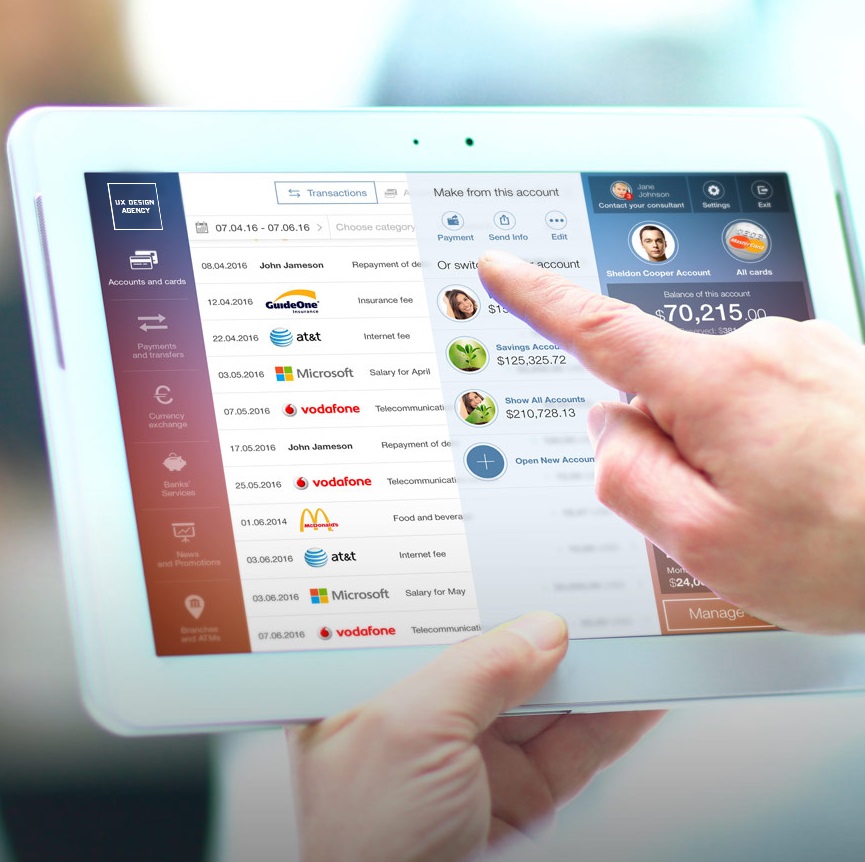 UX DESIGN
AGENCY
Accounts and cards
Payments
and transfers
Currency
exchange
Banks'
Services
News
and Promotions
Branches
and ATMs
Transactions
07.04.16 - 07.06.16
Choose category
08.04.2016 John Jameson Repayment of de
12.04.2016 GuideOne Insurance Insurance fee
22.04.2016 at&t Internet fee
03.05.2016 Microsoft Salary for April
07.05.2016 vodafone Telecommunicati
17.05.2016 John Jameson Repayment of de
25.05.2016 vodafone Telecommunicati
01.06.2014 McDonald's Food and bevera
03.06.2016 at&t Internet fee
03.06.2016 Microsoft Salary for May
07.06.2016 vodafone Telecommunicati
Make from this account
Payment Send Info Edit
Or switc account
$15
Savings Accou
$125,325.72
Show All Accounts
$210,728.13
Open New Accoun
Jane
Johnson
Contact your consultant
Settings
Exit
Sheldon Cooper Account
All cards
Balance of this account
$70,215.00
Mon
$24,0
Manage